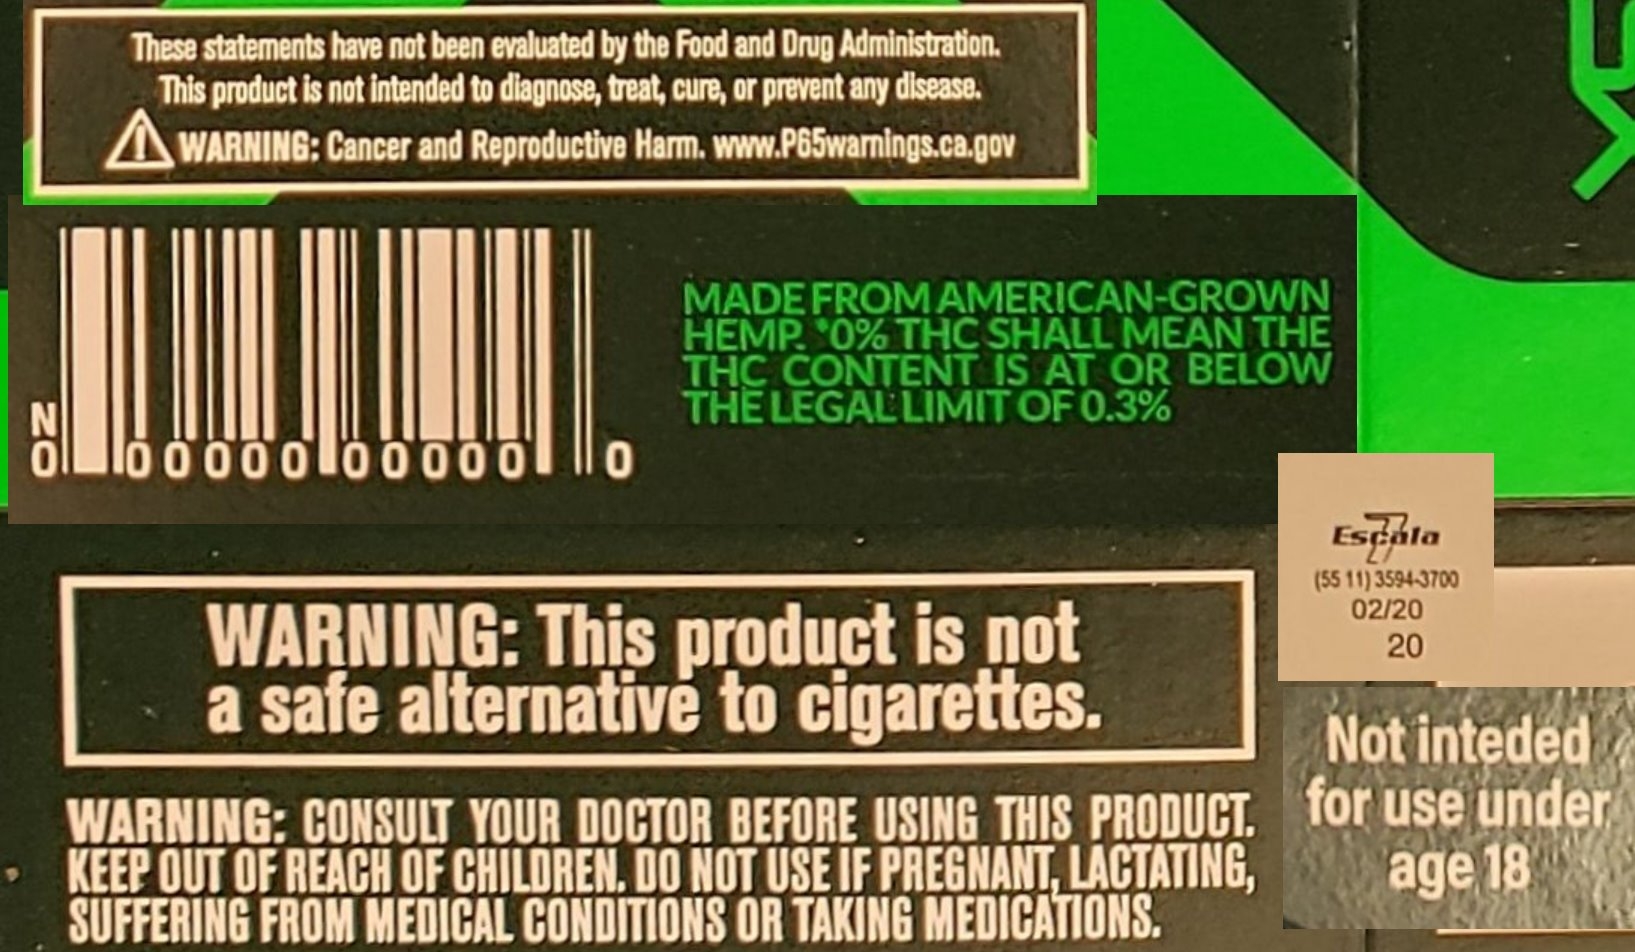 These statements have not been evaluated by the Food and Drug Administration.
This product is not intended to diagnose, treat, cure, or prevent any disease.
WARNING: Cancer and Reproductive Harm. www.P65warnings.ca.gov
MADE FROM AMERICAN-GROWN
HEMP. *0% THC SHALL MEAN THE
THC CONTENT IS AT OR BELOW
THE LEGAL LIMIT OF 0.3%
N
0 00000 00000 0
Escala 7
(55 11) 3594-3700
02/20
20
WARNING: This product is not
a safe alternative to cigarettes.
WARNING: CONSULT YOUR DOCTOR BEFORE USING THIS PRODUCT.
KEEP OUT OF REACH OF CHILDREN. DO NOT USE IF PREGNANT, LACTATING,
SUFFERING FROM MEDICAL CONDITIONS OR TAKING MEDICATIONS.
Not inteded
for use under
age 18